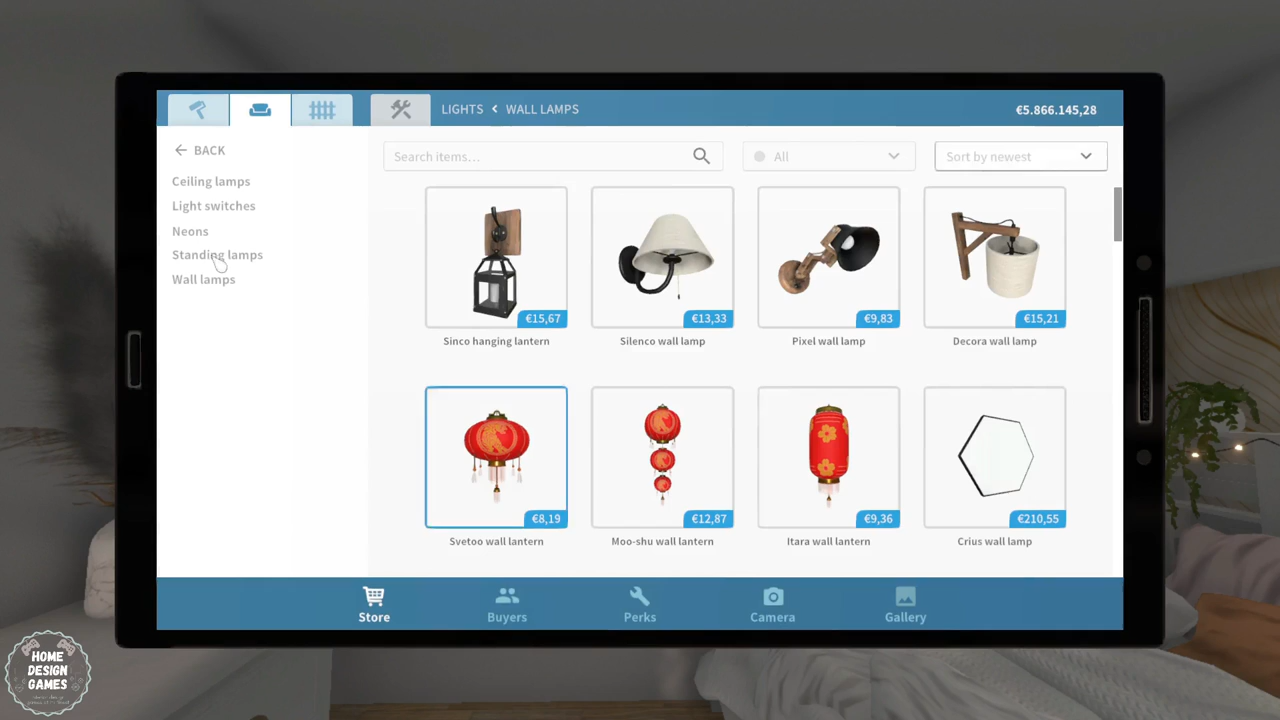 LIGHTS < WALL LAMPS
€5.866.145,28
BACK
Search items...
All
Sort by newest
Ceiling lamps
Light switches
Neons
Standing lamps
Wall lamps
€15,67
€13,33
€9,83
€15,21
Sinco hanging lantern
Silenco wall lamp
Pixel wall lamp
Decora wall lamp
€8,19
€12,87
€9,36
€210,55
Svetoo wall lantern
Moo-shu wall lantern
Itara wall lantern
Crius wall lamp
Store
Buyers
Perks
Camera
Gallery
HOME
DESIGN
GAMES